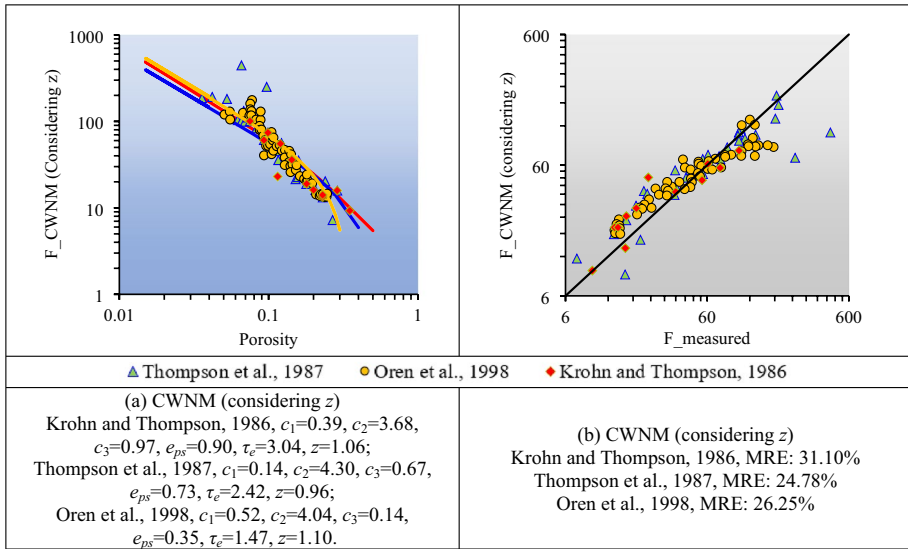 F_CWNM (Considering z)
1000
100
10
1
0.01
0.1
1
Porosity
F_CWNM (considering z)
600
60
6
6
60
600
F_measured
Thompson et al., 1987 Oren et al., 1998 Krohn and Thompson, 1986
(a) CWNM (considering z)
Krohn and Thompson, 1986, c₁=0.39, c₂=3.68,
c₃=0.97, eₚₛ=0.90, τₑ=3.04, z=1.06;
Thompson et al., 1987, c₁=0.14, c₂=4.30, c₃=0.67,
eₚₛ=0.73, τₑ=2.42, z=0.96;
Oren et al., 1998, c₁=0.52, c₂=4.04, c₃=0.14,
eₚₛ=0.35, τₑ=1.47, z=1.10.
(b) CWNM (considering z)
Krohn and Thompson, 1986, MRE: 31.10%
Thompson et al., 1987, MRE: 24.78%
Oren et al., 1998, MRE: 26.25%